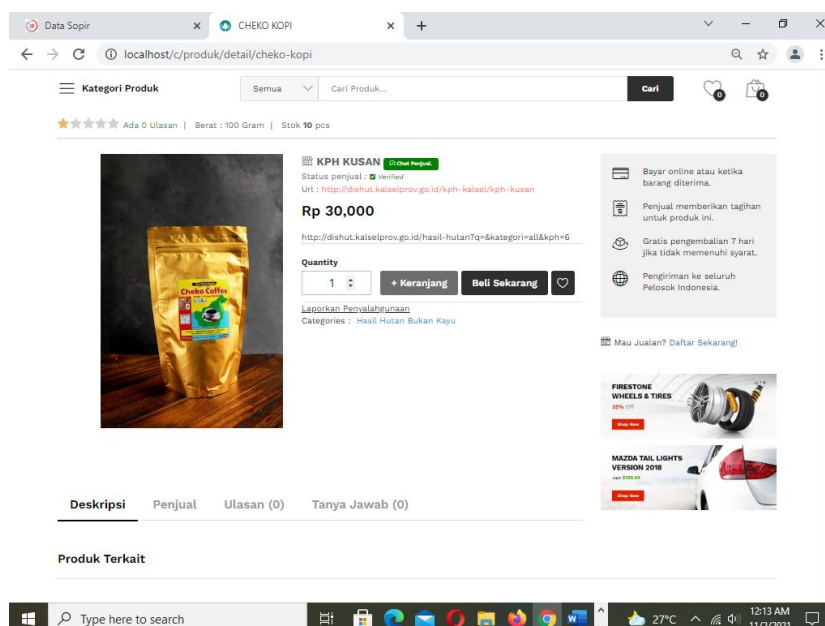 Data Sopir
CHEKO KOPI
localhost/c/produk/detail/cheko-kopi
Kategori Produk
Semua
Cari Produk...
Cari
0
0
Ada 0 Ulasan | Berat : 100 Gram | Stok 10 pcs
KPH KUSAN Chat Penjual.
Status penjual : Verified
Url : http://dishut.kalselprov.go.id/kph-kalsel/kph-kusan
Rp 30,000
http://dishut.kalselprov.go.id/hasil-hutan?q=&kategori=all&kph=6
Quantity
1
+ Keranjang
Beli Sekarang
Laporkan Penyalahgunaan
Categories : Hasil Hutan Bukan Kayu
Cheko Coffee
Bayar online atau ketika
barang diterima.
Penjual memberikan tagihan
untuk produk ini.
Gratis pengembalian 7 hari
jika tidak memenuhi syarat.
Pengiriman ke seluruh
Pelosok Indonesia.
Mau Jualan? Daftar Sekarang!
FIRESTONE
WHEELS & TIRES
25% Off
Shop Now
MAZDA TAIL LIGHTS
VERSION 2018
Just
Shop Now
Deskripsi
Penjual
Ulasan (0)
Tanya Jawab (0)
Produk Terkait
Type here to search
27°C
12:13 AM
11/2/2021